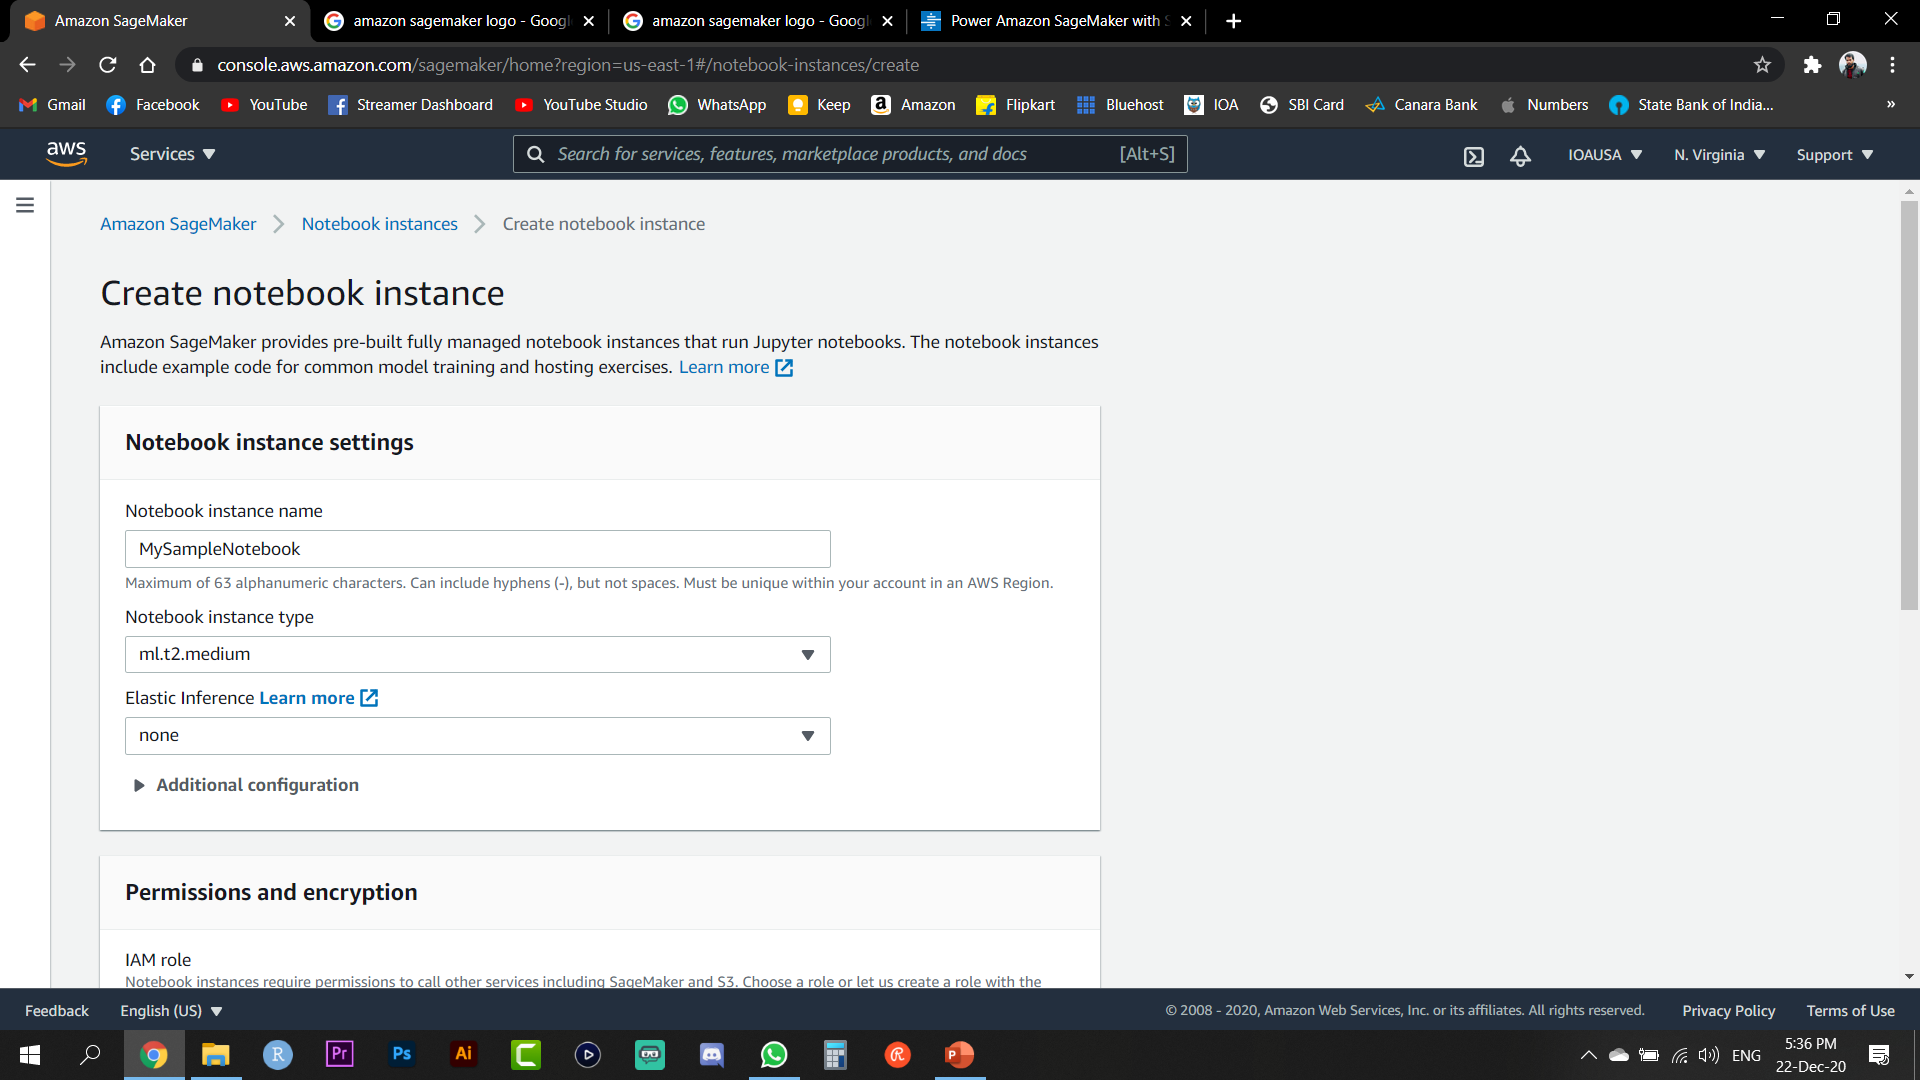 Amazon SageMaker
amazon sagemaker logo - Googl
amazon sagemaker logo - Googl
Power Amazon SageMaker with S
console.aws.amazon.com/sagemaker/home?region=us-east-1#/notebook-instances/create
Gmail Facebook YouTube Streamer Dashboard YouTube Studio WhatsApp Keep Amazon Flipkart Bluehost IOA SBI Card Canara Bank Numbers State Bank of India... »
aws Services Search for services, features, marketplace products, and docs [Alt+S] IOAUSA N. Virginia Support
Amazon SageMaker Notebook instances Create notebook instance
Create notebook instance
Amazon SageMaker provides pre-built fully managed notebook instances that run Jupyter notebooks. The notebook instances
include example code for common model training and hosting exercises. Learn more
Notebook instance settings
Notebook instance name
MySampleNotebook
Maximum of 63 alphanumeric characters. Can include hyphens (-), but not spaces. Must be unique within your account in an AWS Region.
Notebook instance type
ml.t2.medium
Elastic Inference Learn more
none
Additional configuration
Permissions and encryption
IAM role
Notebook instances require permissions to call other services including SageMaker and S3. Choose a role or let us create a role with the
Feedback English (US) © 2008 - 2020, Amazon Web Services, Inc. or its affiliates. All rights reserved. Privacy Policy Terms of Use
R Pr Ps Ai C R P ENG 5:36 PM
22-Dec-20